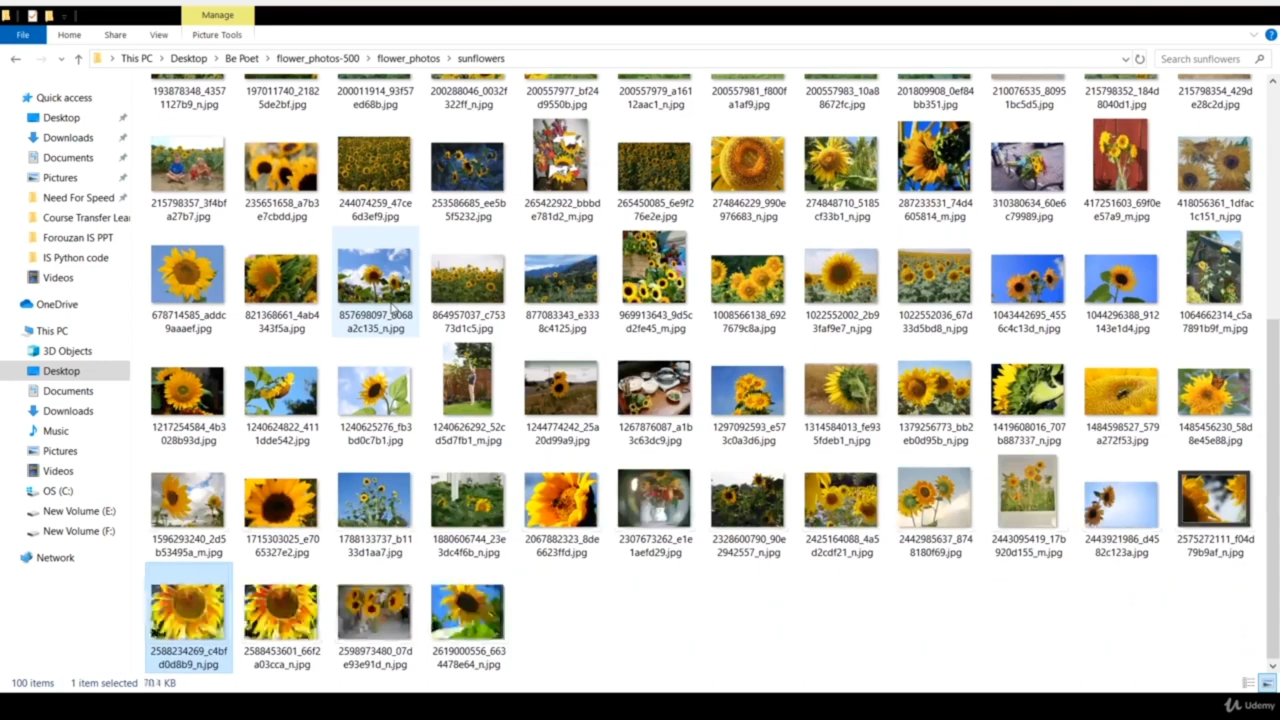 Manage
File Home Share View Picture Tools
This PC > Desktop > Be Poet > flower_photos-500 > flower_photos > sunflowers
Search sunflowers
Quick access
Desktop
Downloads
Documents
Pictures
Need For Speed
Course Transfer Lea
Forouzan IS PPT
IS Python code
Videos
OneDrive
This PC
3D Objects
Desktop
Documents
Downloads
Music
Pictures
Videos
OS (C:)
New Volume (E:)
New Volume (F:)
Network
193878348_4357 197011740_2182 200011914_93f57 200288046_0032f 200557977_bf24 200557979_a161 200557981_f800f 200557983_10a8 201809908_0ef84 210076535_8095 215798352_184d 215798354_429d
1127b9_n.jpg 5de2bf.jpg ed68b.jpg 322ff_n.jpg d9550b.jpg 12aac1_n.jpg a1af9.jpg 8672fc.jpg bb351.jpg 1bc5d5.jpg 8040d1.jpg e28c2d.jpg
215798357_3f4bf 235651658_a7b3 244074259_47ce 253586685_ee5b 265422922_bbbd 265450085_6e9f2 274846229_990e 274848710_5185 287233531_74d4 310380634_60e6 417251603_69f0e 418056361_1dfac
a27b7.jpg e7cbdd.jpg 6d3ef9.jpg 5f5232.jpg e781d2_m.jpg 76e2e.jpg 976683_n.jpg cf33b1_n.jpg 605814_m.jpg c79989.jpg e57a9_m.jpg 1c151_n.jpg
678714585_addc 821368661_4ab4 857698097_8068 864957037_c753 877083343_e333 969913643_9d5c 1008566138_692 1022552002_2b9 1022552036_67d 1043442695_455 1044296388_912 1064662314_c5a
9aaaef.jpg 343f5a.jpg a2c135_n.jpg 73d1c5.jpg 8c4125.jpg d2fe45_m.jpg 7679c8a.jpg 3faf9e7_n.jpg 33d5bd8_n.jpg 6c4c13d_n.jpg 143e1d4.jpg 7891b9f_m.jpg
1217254584_4b3 1240624822_411 1240625276_fb3 1240626292_52c 1244774242_25a 1267876087_a1b 1297092593_e57 1314584013_fe93 1379256773_bb2 1419608016_707 1484598527_579 1485456230_58d
028b93d.jpg 1dde542.jpg bd0c7b1.jpg d5d7fb1_m.jpg 20d99a9.jpg 3c63dc9.jpg 3c0a3d6.jpg 5fdeb1_n.jpg eb0d95b_n.jpg b887337_n.jpg a272f53.jpg 8e45e88.jpg
1596293240_2d5 1715303025_e70 1788133737_b11 1880606744_23e 2067882323_8de 2307673262_e1e 2328600790_90e 2425164088_4a5 2442985637_874 2443095419_17b 2443921986_d45 2575272111_f04d
b53495a_m.jpg 65327e2.jpg 33d1aa7.jpg 3dc4f6b_n.jpg 6623ffd.jpg 1aefd29.jpg 2942557_n.jpg d2cdf21_n.jpg 8180f69.jpg 920d155_m.jpg 82c123a.jpg 79b9af_n.jpg
2588234269_c4bf 2588453601_66f2 2598973480_07d 2619000556_663
d0d8b9_n.jpg a03cca_n.jpg e93e91d_n.jpg 4478e64_n.jpg
100 items 1 item selected KB
Udemy